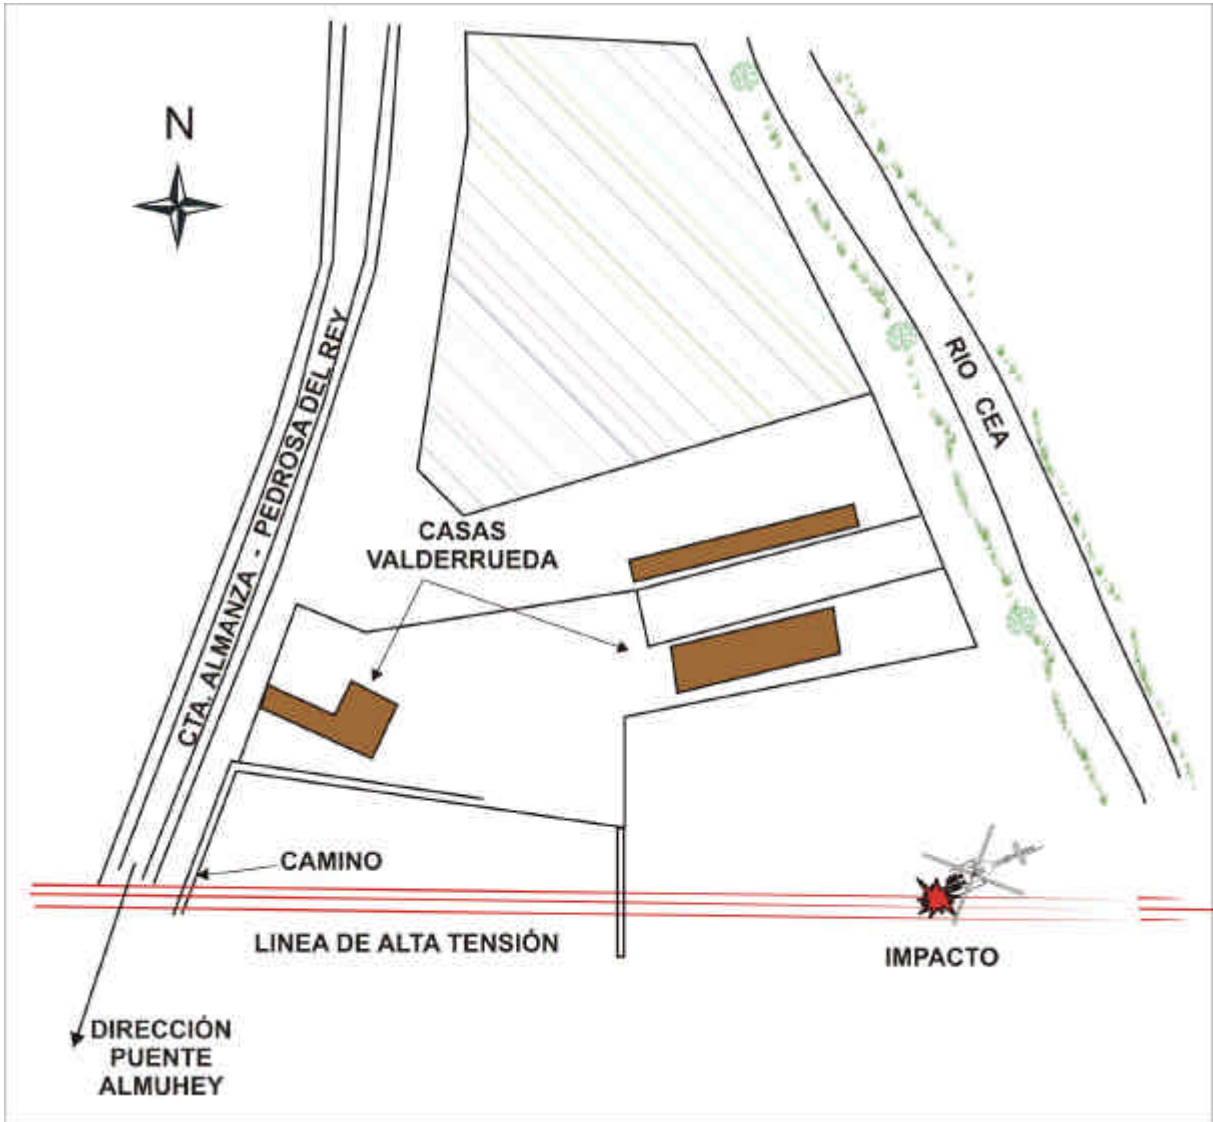 N
CTA. ALMANZA - PEDROSA DEL REY
RIO CEA
CASAS
VALDERRUEDA
CAMINO
LINEA DE ALTA TENSIÓN
IMPACTO
DIRECCIÓN
PUENTE
ALMUHEY